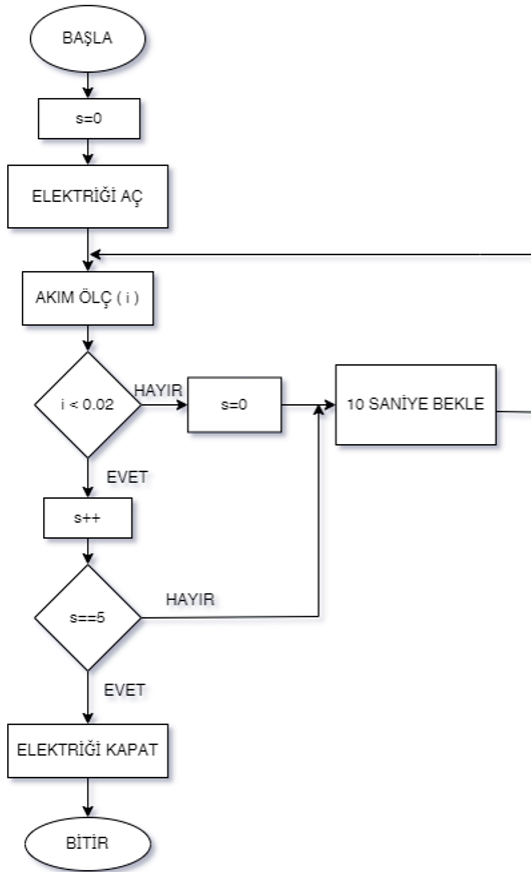 BAŞLA
s=0
ELEKTRİĞİ AÇ
AKIM ÖLÇ ( i )
i < 0.02
HAYIR
s=0
10 SANİYE BEKLE
EVET
s++
s==5
HAYIR
EVET
ELEKTRİĞİ KAPAT
BİTİR